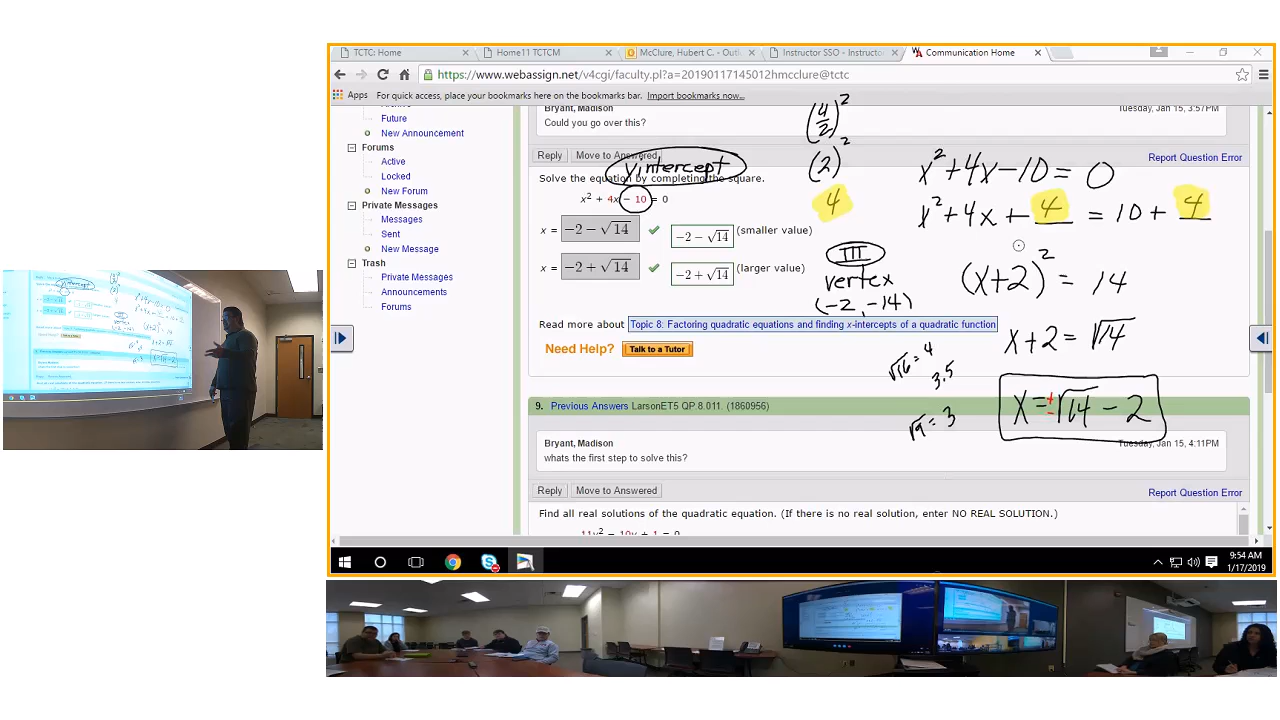 TCTC: Home
Home11 TCTCM
McClure, Hubert C. - Outl
Instructor SSO - Instructo
Communication Home
https://www.webassign.net/v4cgi/faculty.pl?a=20190117145012hmcclure@tctc
Apps
For quick access, place your bookmarks here on the bookmarks bar. Import bookmarks now...
Future
New Announcement
Forums
Active
Locked
New Forum
Private Messages
Messages
Sent
New Message
Trash
Private Messages
Announcements
Forums
Bryant, Madison
Tuesday, Jan 15, 3:57PM
Could you go over this?
Reply
Move to Answered
Report Question Error
y intercept
Solve the equation by completing the square.
x² + 4x − 10 = 0
x = −2 − √14
−2 − √14
(smaller value)
x = −2 + √14
−2 + √14
(larger value)
Read more about
Topic 8: Factoring quadratic equations and finding x-intercepts of a quadratic function
Need Help?
Talk to a Tutor
(4/2)²
(2)²
4
III
vertex
(-2, -14)
x² + 4x - 10 = 0
x² + 4x + 4 = 10 + 4
(x+2)² = 14
x + 2 = √14
x = ±√14 - 2
√16 = 4
3.5
√9 = 3
9.
Previous Answers LarsonET5 QP 8.011. (1860956)
Bryant, Madison
Tuesday, Jan 15, 4:11PM
whats the first step to solve this?
Reply
Move to Answered
Report Question Error
Find all real solutions of the quadratic equation. (If there is no real solution, enter NO REAL SOLUTION.)
9:54 AM
1/17/2019